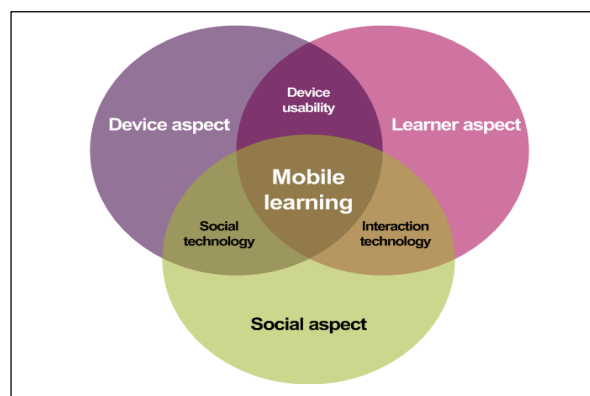 Device
usability
Device aspect
Learner aspect
Mobile
learning
Social
technology
Interaction
technology
Social aspect